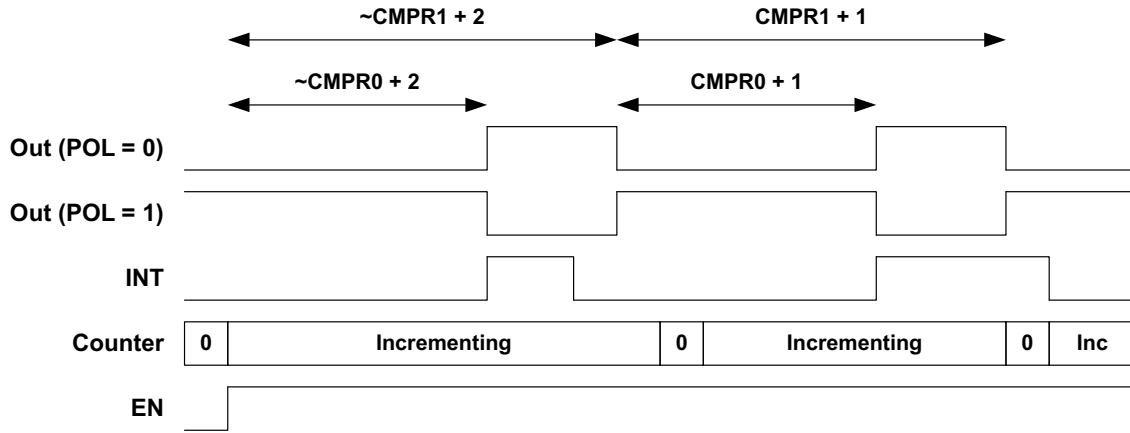 ~CMPR1 + 2 CMPR1 + 1
~CMPR0 + 2 CMPR0 + 1
Out (POL = 0)
Out (POL = 1)
INT
Counter 0 Incrementing 0 Incrementing 0 Inc
EN